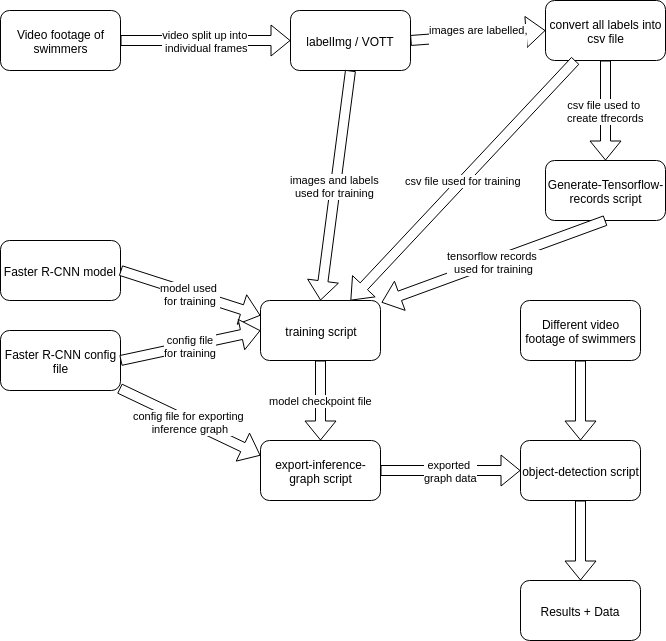 Video footage of
swimmers
video split up into
individual frames
labelImg / VOTT
images are labelled,
convert all labels into
csv file
csv file used to
create tfrecords
images and labels
used for training
csv file used for training
Generate-Tensorflow-
records script
tensorflow records
used for training
Faster R-CNN model
model used
for training
Faster R-CNN config
file
config file
for training
training script
Different video
footage of swimmers
config file for exporting
inference graph
model checkpoint file
export-inference-
graph script
exported
graph data
object-detection script
Results + Data